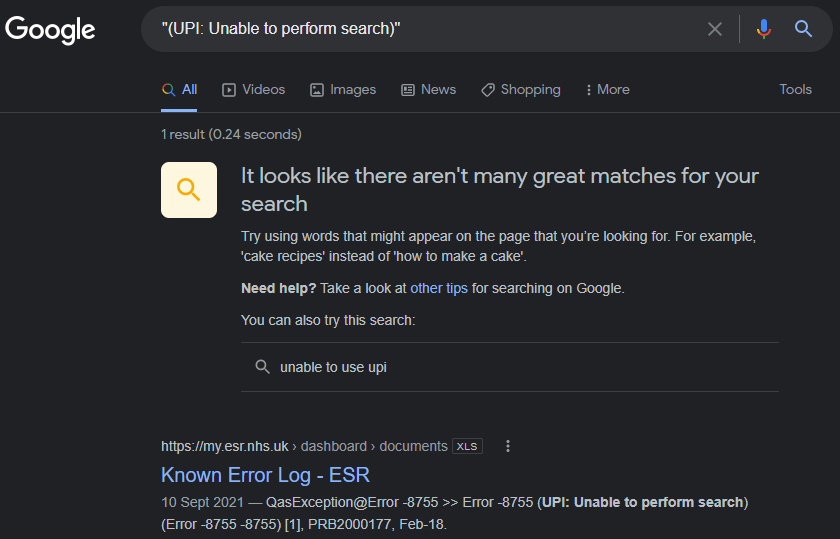 Google
"(UPI: Unable to perform search)"
All Videos Images News Shopping More Tools
1 result (0.24 seconds)
It looks like there aren't many great matches for your
search
Try using words that might appear on the page that you're looking for. For example,
'cake recipes' instead of 'how to make a cake'.
Need help? Take a look at other tips for searching on Google.
You can also try this search:
unable to use upi
https://my.esr.nhs.uk › dashboard › documents XLS
Known Error Log - ESR
10 Sept 2021 — QasException@Error -8755 >> Error -8755 (UPI: Unable to perform search)
(Error -8755 -8755) [1], PRB2000177, Feb-18.